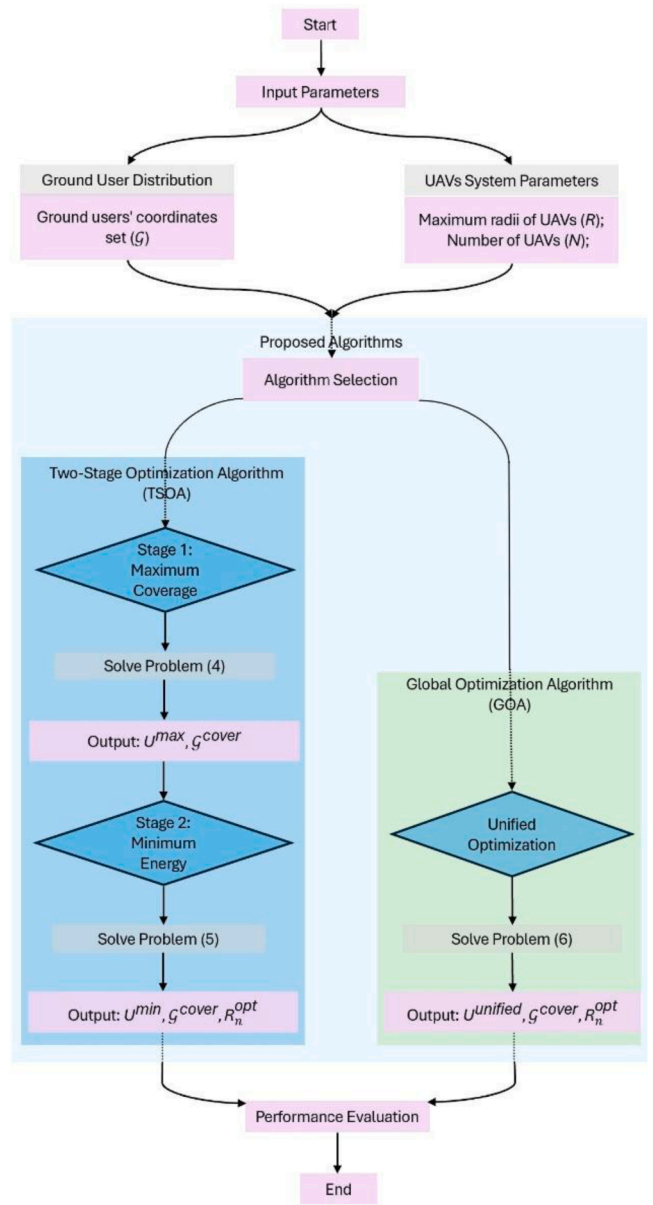 Start
Input Parameters
Ground User Distribution
Ground users' coordinates
set (𝒢)
UAVs System Parameters
Maximum radii of UAVs (R);
Number of UAVs (N);
Proposed Algorithms
Algorithm Selection
Two-Stage Optimization Algorithm
(TSOA)
Stage 1:
Maximum
Coverage
Solve Problem (4)
Output: U^max, 𝒢^cover
Stage 2:
Minimum
Energy
Solve Problem (5)
Output: U^min, 𝒢^cover, R_n^opt
Global Optimization Algorithm
(GOA)
Unified
Optimization
Solve Problem (6)
Output: U^unified, 𝒢^cover, R_n^opt
Performance Evaluation
End